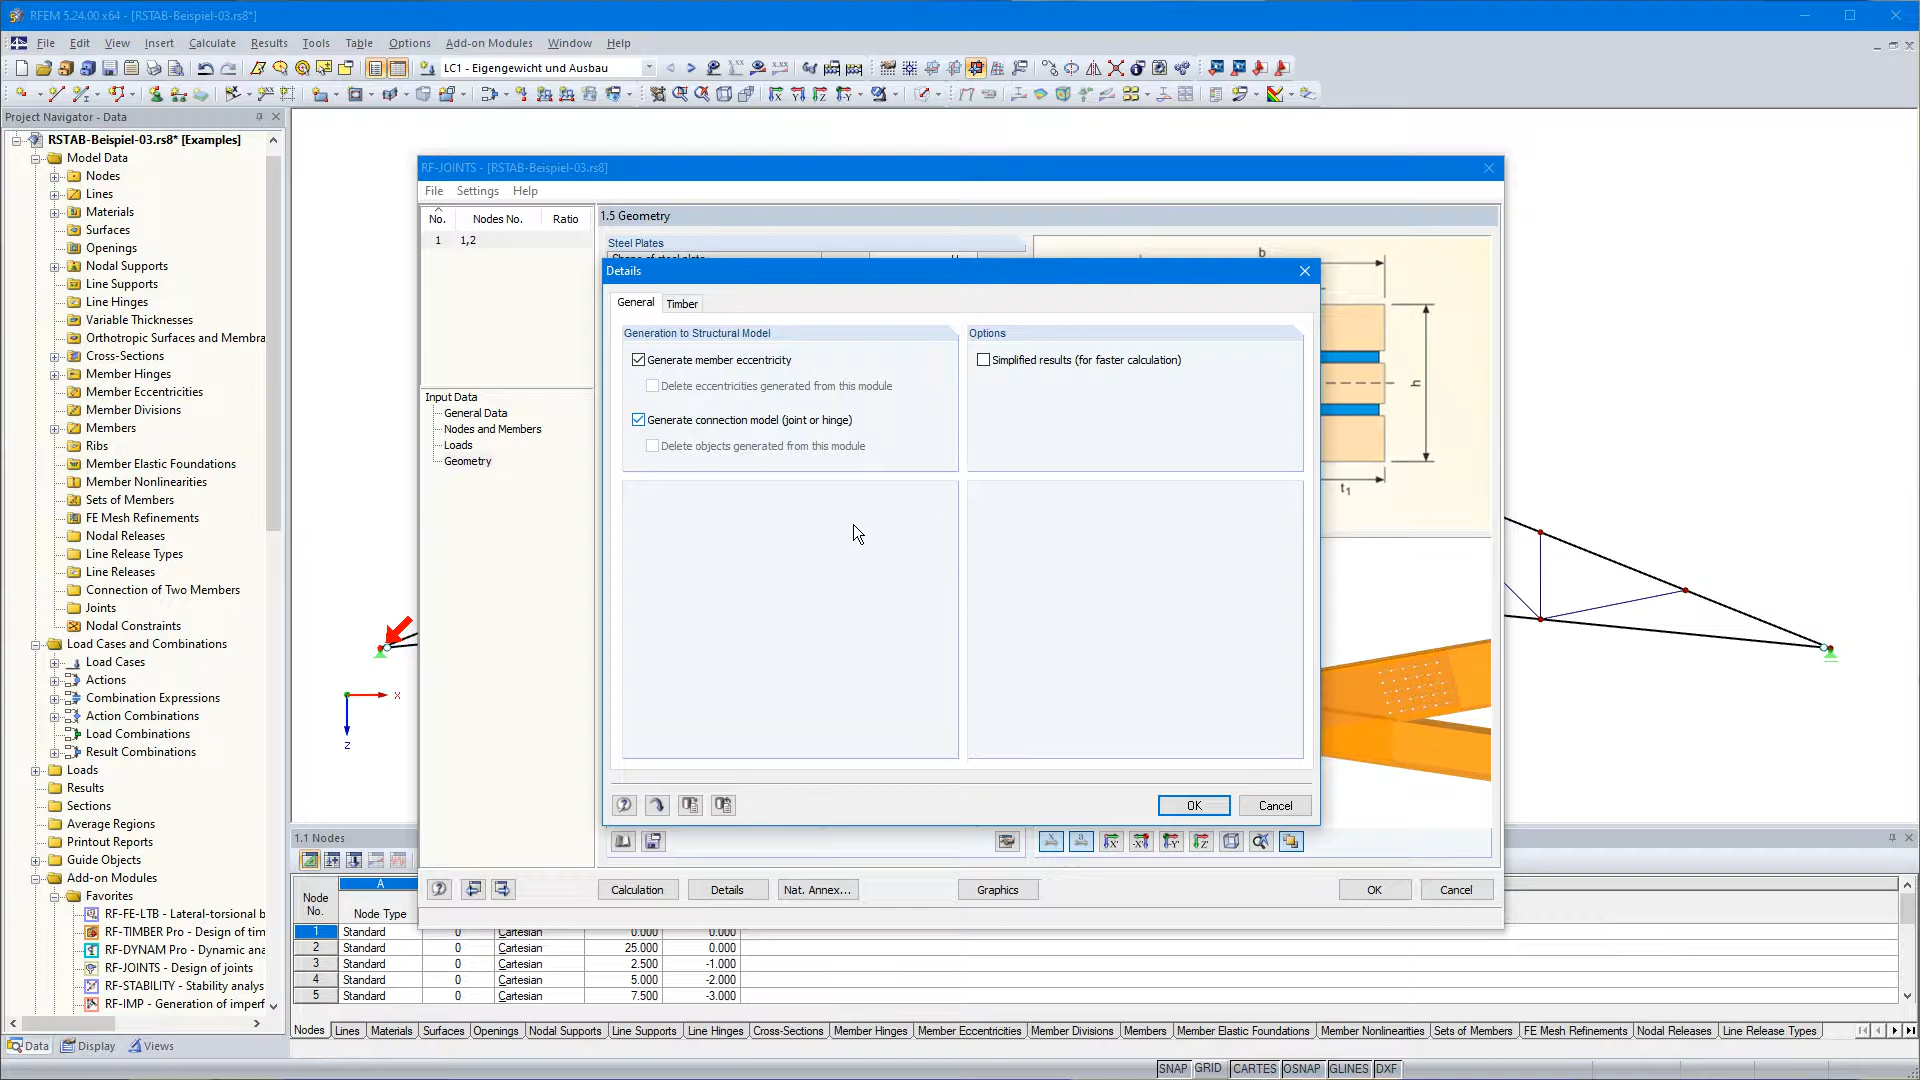 RFEM 5.24.00 x64 - [RSTAB-Beispiel-03.rs8*]
File Edit View Insert Calculate Results Tools Table Options Add-on Modules Window Help
LC1 - Eigengewicht und Ausbau
Project Navigator - Data
RSTAB-Beispiel-03.rs8* [Examples]
Model Data
Nodes
Lines
Materials
Surfaces
Openings
Nodal Supports
Line Supports
Line Hinges
Variable Thicknesses
Orthotropic Surfaces and Membra
Cross-Sections
Member Hinges
Member Eccentricities
Member Divisions
Members
Ribs
Member Elastic Foundations
Member Nonlinearities
Sets of Members
FE Mesh Refinements
Nodal Releases
Line Release Types
Line Releases
Connection of Two Members
Joints
Nodal Constraints
Load Cases and Combinations
Load Cases
Actions
Combination Expressions
Action Combinations
Load Combinations
Result Combinations
Loads
Results
Sections
Average Regions
Printout Reports
Guide Objects
Add-on Modules
Favorites
RF-FE-LTB - Lateral-torsional b
RF-TIMBER Pro - Design of tim
RF-DYNAM Pro - Dynamic ana
RF-JOINTS - Design of joints
RF-STABILITY - Stability analys
RF-IMP - Generation of imperf
Data Display Views
RF-JOINTS - [RSTAB-Beispiel-03.rs8]
File Settings Help
No. Nodes No. Ratio
1 1,2
Input Data
General Data
Nodes and Members
Loads
Geometry
1.5 Geometry
Steel Plates
b
h
t1
Details
General Timber
Generation to Structural Model
Generate member eccentricity
Delete eccentricities generated from this module
Generate connection model (joint or hinge)
Delete objects generated from this module
Options
Simplified results (for faster calculation)
OK Cancel
Calculation Details Nat. Annex... Graphics OK Cancel
x
z
1.1 Nodes
A
Node No. Node Type
1 Standard 0 Cartesian 0.000 0.000
2 Standard 0 Cartesian 25.000 0.000
3 Standard 0 Cartesian 2.500 -1.000
4 Standard 0 Cartesian 5.000 -2.000
5 Standard 0 Cartesian 7.500 -3.000
Nodes Lines Materials Surfaces Openings Nodal Supports Line Supports Line Hinges Cross-Sections Member Hinges Member Eccentricities Member Divisions Members Member Elastic Foundations Member Nonlinearities Sets of Members FE Mesh Refinements Nodal Releases Line Release Types
SNAP GRID CARTES OSNAP GLINES DXF